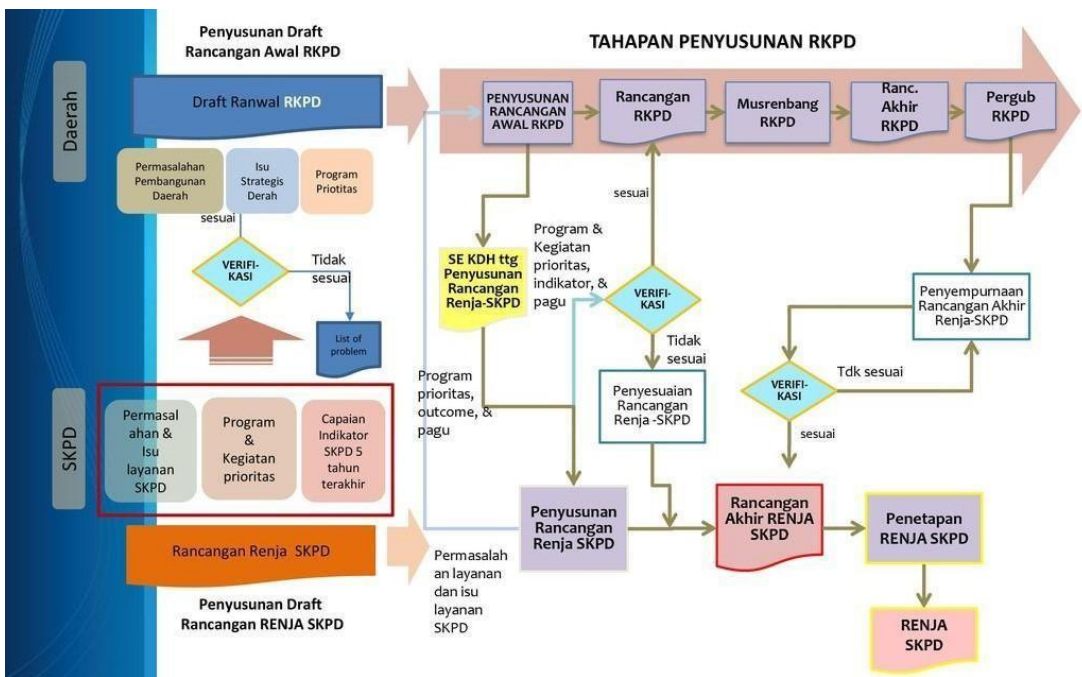 Penyusunan Draft
Rancangan Awal RKPD
TAHAPAN PENYUSUNAN RKPD
Daerah
Draft Ranwal RKPD
PENYUSUNAN
RANCANGAN
AWAL RKPD
Rancangan
RKPD
Musrenbang
RKPD
Ranc.
Akhir
RKPD
Pergub
RKPD
Permasalahan
Pembangunan
Daerah
Isu
Strategis
Derah
Program
Priotitas
sesuai
VERIFI-
KASI
Tidak
sesuai
List of
problem
SE KDH ttg
Penyusunan
Rancangan
Renja-SKPD
Program &
Kegiatan
prioritas,
indikator, &
pagu
sesuai
VERIFI-
KASI
Tidak
sesuai
Penyesuaian
Rancangan
Renja -SKPD
Penyempurnaan
Rancangan Akhir
Renja-SKPD
VERIFI-
KASI
Tdk sesuai
sesuai
Program
prioritas,
outcome, &
pagu
SKPD
Permasal
ahan &
Isu
layanan
SKPD
Program
&
Kegiatan
prioritas
Capaian
Indikator
SKPD 5
tahun
terakhir
Rancangan Renja SKPD
Penyusunan Draft
Rancangan RENJA SKPD
Permasalah
an layanan
dan isu
layanan
SKPD
Penyusunan
Rancangan
Renja SKPD
Rancangan
Akhir RENJA
SKPD
Penetapan
RENJA SKPD
RENJA
SKPD